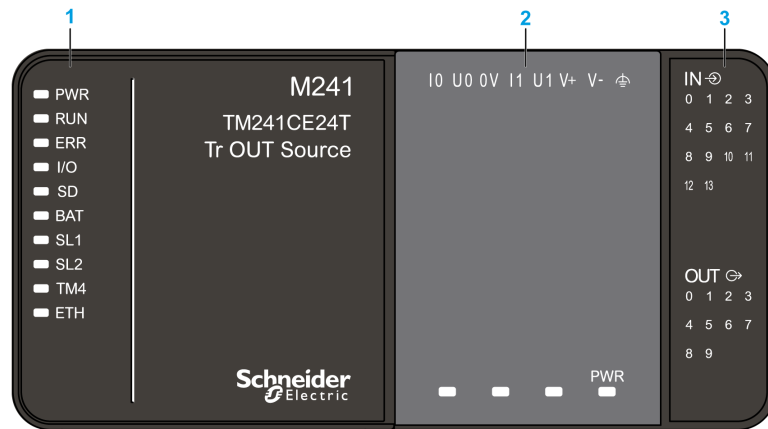 1
2
3
PWR
RUN
ERR
I/O
SD
BAT
SL1
SL2
TM4
ETH
M241
TM241CE24T
Tr OUT Source
Schneider
Electric
I0 U0 0V I1 U1 V+ V-
PWR
IN
0 1 2 3
4 5 6 7
8 9 10 11
12 13
OUT
0 1 2 3
4 5 6 7
8 9